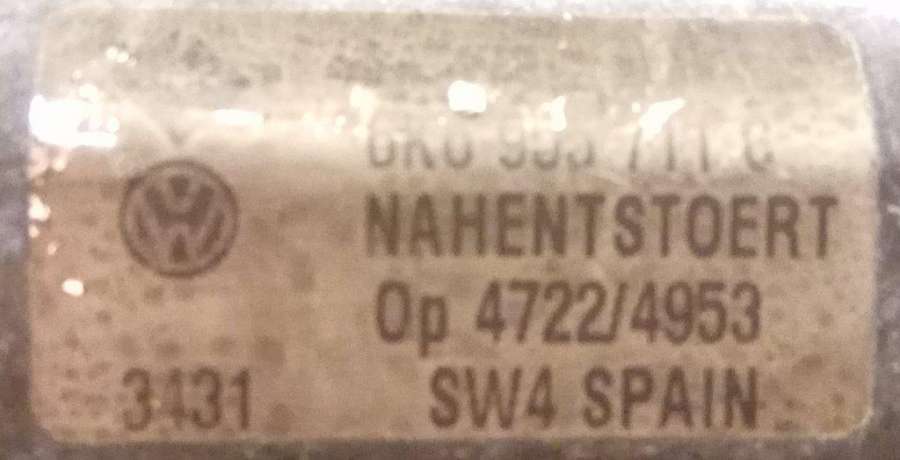 NAHENTSTOERT
Op 4722/4953
3431 SW4 SPAIN